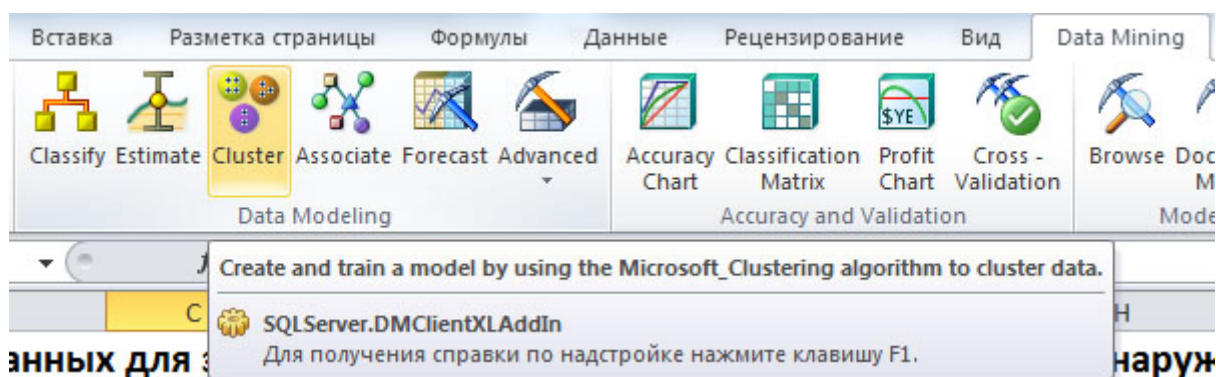 Вставка Разметка страницы Формулы Данные Рецензирование Вид Data Mining
Classify Estimate Cluster Associate Forecast Advanced Accuracy Chart Classification Matrix Profit Chart Cross - Validation Browse Doc M
$YE
Data Modeling Accuracy and Validation Mode
Create and train a model by using the Microsoft_Clustering algorithm to cluster data.
C H
SQLServer.DMClientXLAddIn
Для получения справки по надстройке нажмите клавишу F1.
анных для наруж